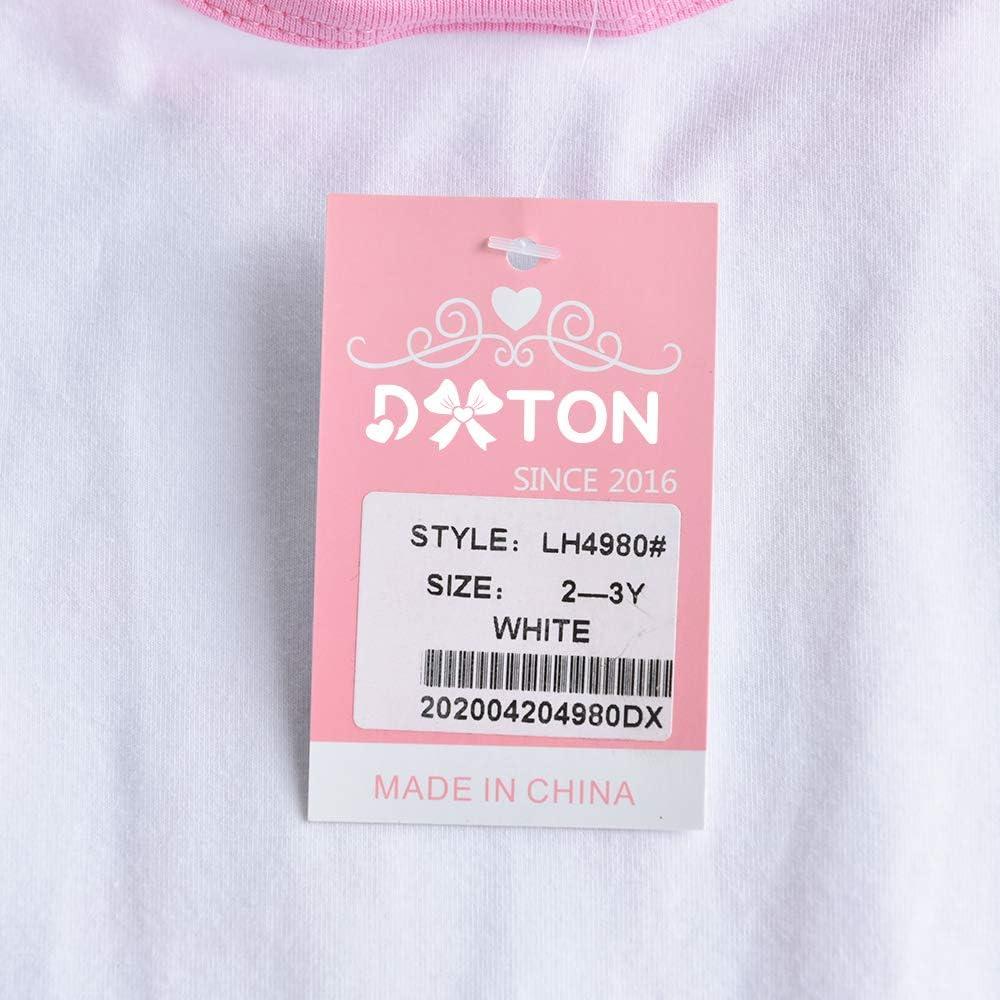 DXTON
SINCE 2016
STYLE: LH4980#
SIZE: 2—3Y
WHITE
202004204980DX
MADE IN CHINA